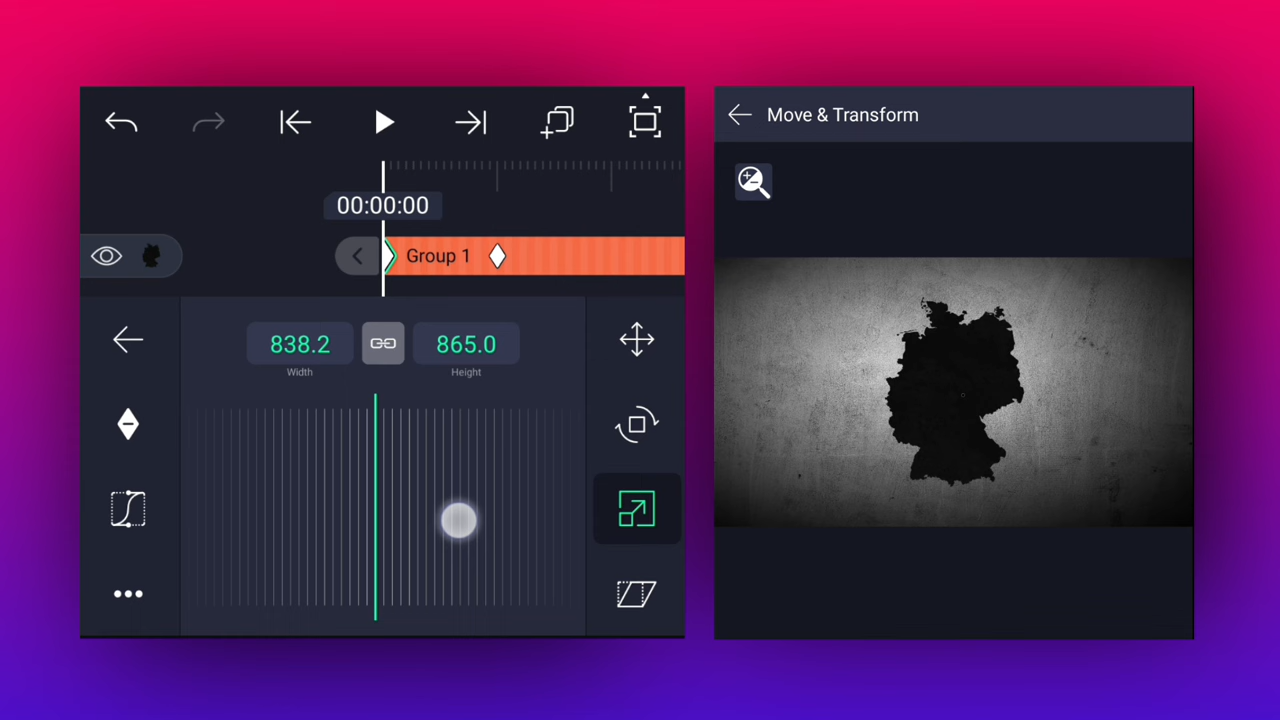 00:00:00
Group 1
838.2
865.0
Width
Height
Move & Transform